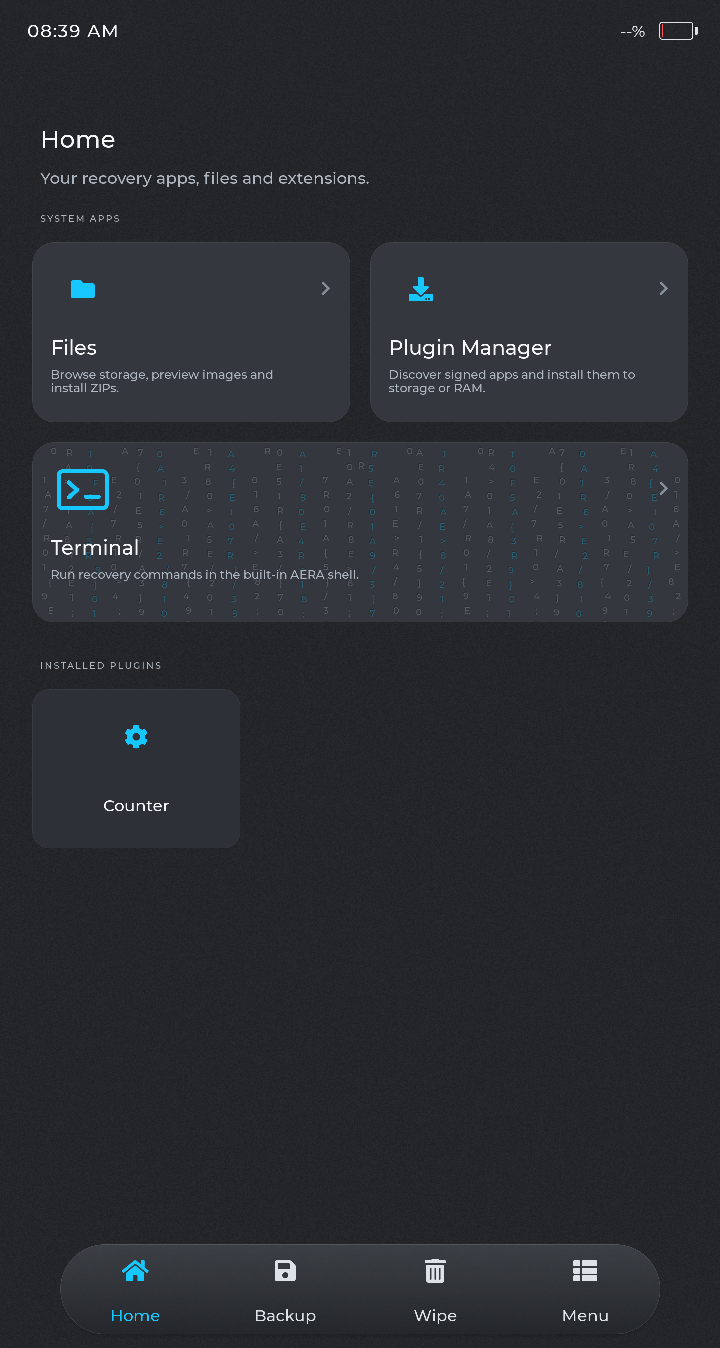 08:39 AM
--%
Home
Your recovery apps, files and extensions.
SYSTEM APPS
Files
Browse storage, preview images and
install ZIPs.
Plugin Manager
Discover signed apps and install them to
storage or RAM.
Terminal
Run recovery commands in the built-in AERA shell.
INSTALLED PLUGINS
Counter
Home
Backup
Wipe
Menu